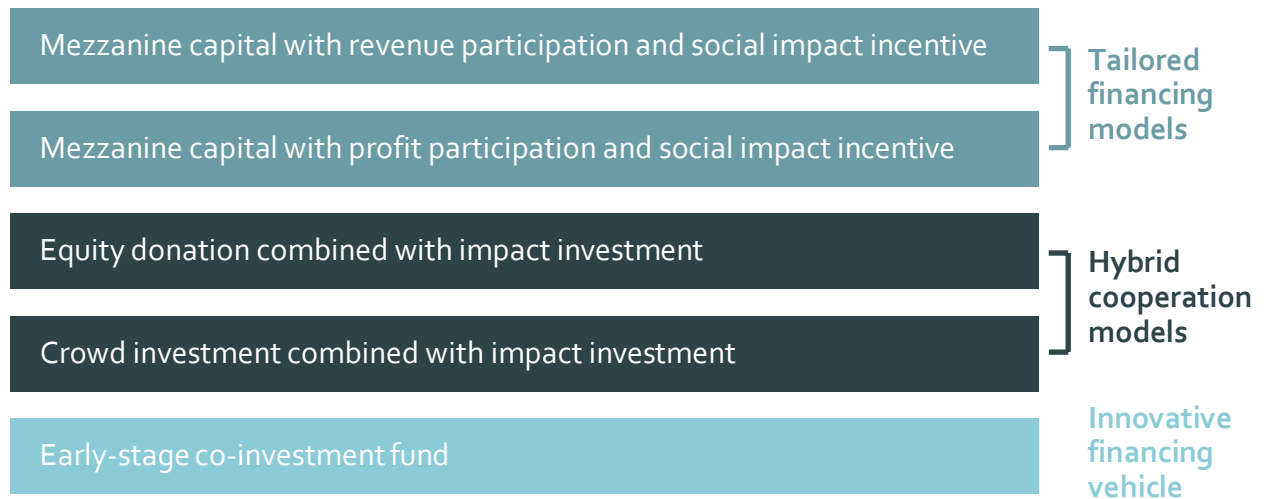 Mezzanine capital with revenue participation and social impact incentive
Mezzanine capital with profit participation and social impact incentive
Tailored
financing
models
Equity donation combined with impact investment
Crowd investment combined with impact investment
Hybrid
cooperation
models
Early-stage co-investment fund
Innovative
financing
vehicle